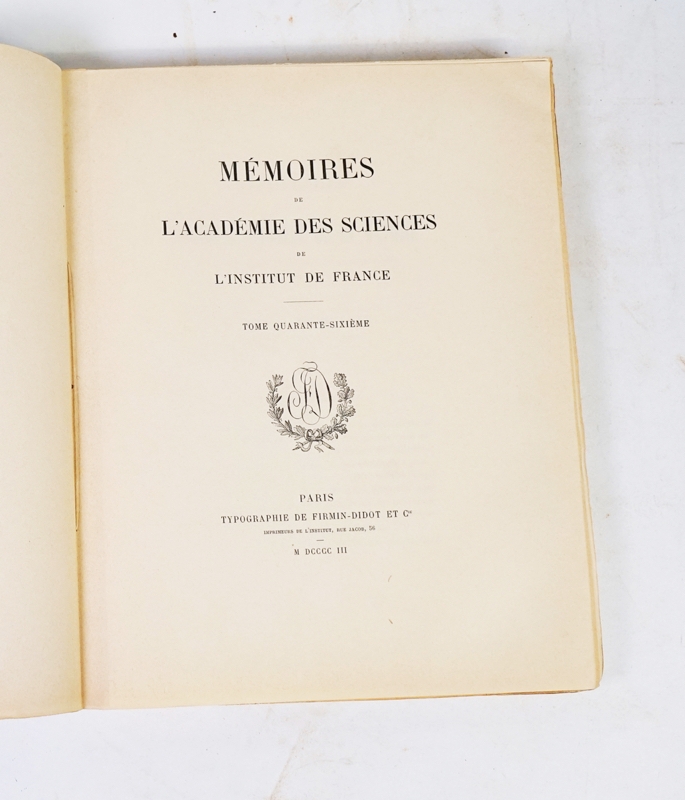 MÉMOIRES
DE
L'ACADÉMIE DES SCIENCES
DE
L'INSTITUT DE FRANCE
TOME QUARANTE-SIXIÈME
FD
PARIS
TYPOGRAPHIE DE FIRMIN-DIDOT ET Cie
IMPRIMEURS DE L'INSTITUT, RUE JACOB, 56
M DCCCC III